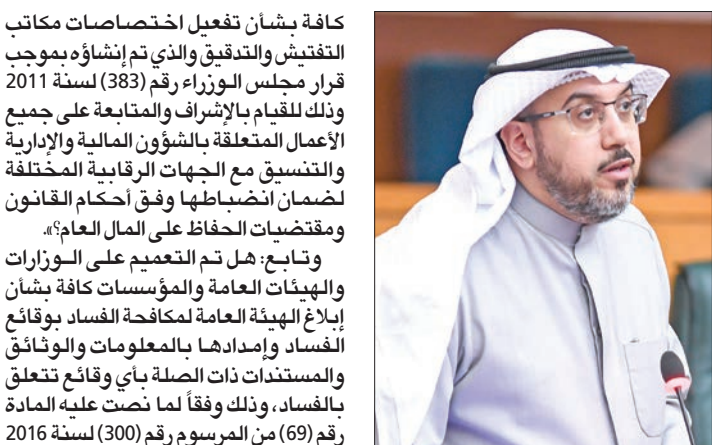 كافة بشأن تفعيل اختصاصات مكاتب
التفتيش والتدقيق والذي تم إنشاؤه بموجب
قرار مجلس الوزراء رقم (383) لسنة 2011
وذلك للقيام بالإشراف والمتابعة على جميع
الأعمال المتعلقة بالشؤون المالية والإدارية
والتنسيق مع الجهات الرقابية المختلفة
لضمان انضباطها وفق أحكام القانون
ومقتضيات الحفاظ على المال العام؟».
وتابع: هل تم التعميم على الوزارات
والهيئات العامة والمؤسسات كافة بشأن
إبلاغ الهيئة العامة لمكافحة الفساد بوقائع
الفساد وإمدادها بالمعلومات والوثائق
والمستندات ذات الصلة بأي وقائع تتعلق
بالفساد، وذلك وفقاً لما نصت عليه المادة
رقم (69) من المرسوم رقم (300) لسنة 2016